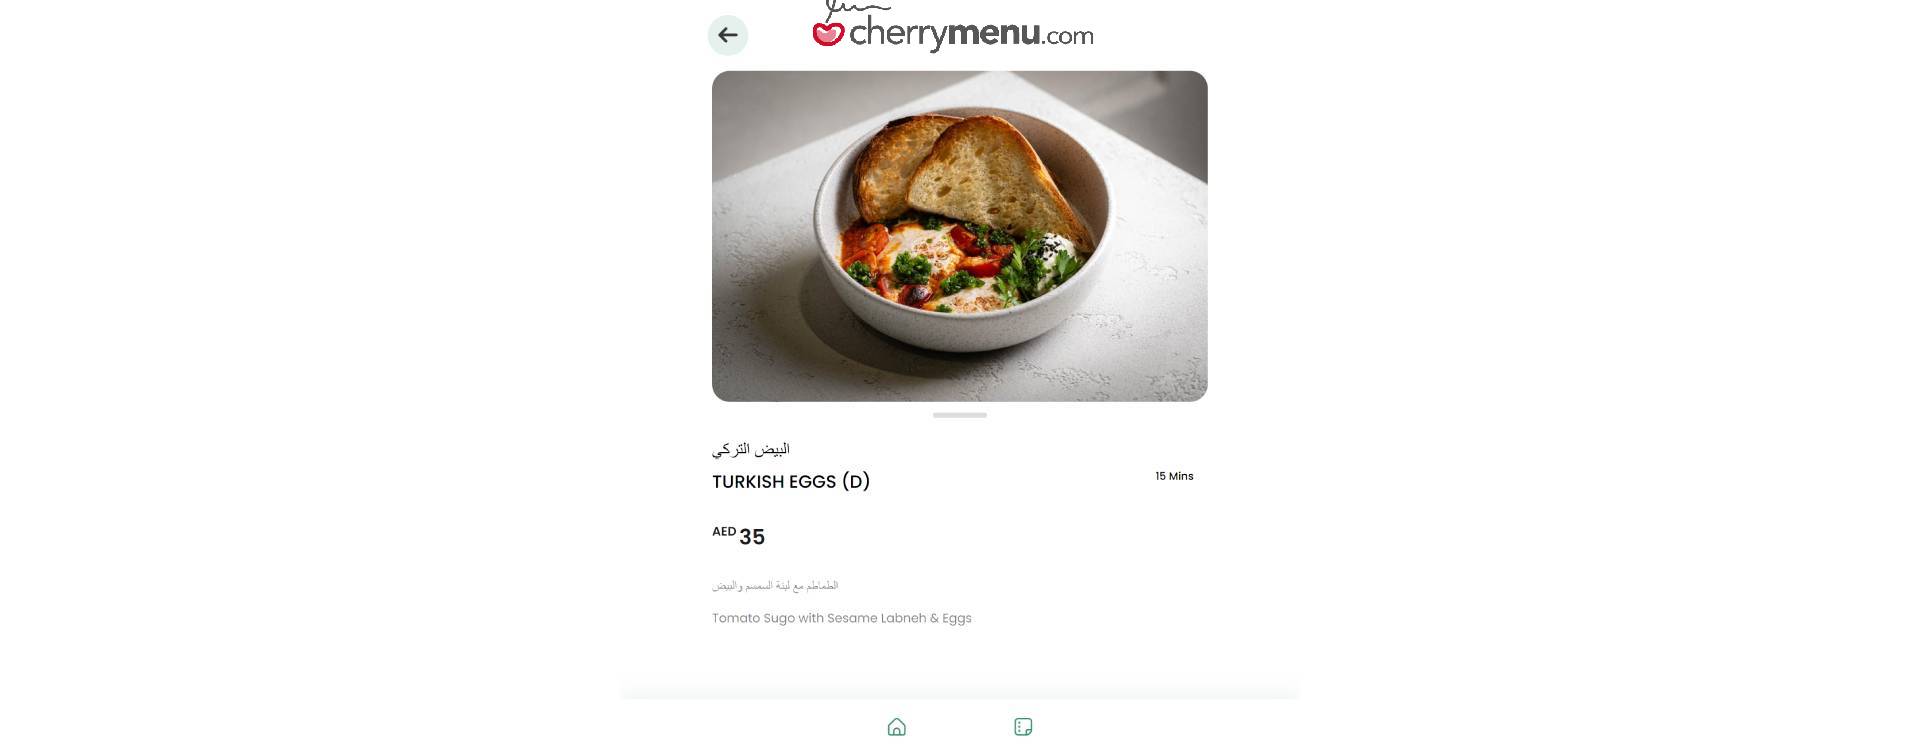 cherrymenu.com
البيض التركي
TURKISH EGGS (D)
15 Mins
AED 35
الطماطم مع لبنة السمسم والبيض
Tomato Sugo with Sesame Labneh & Eggs